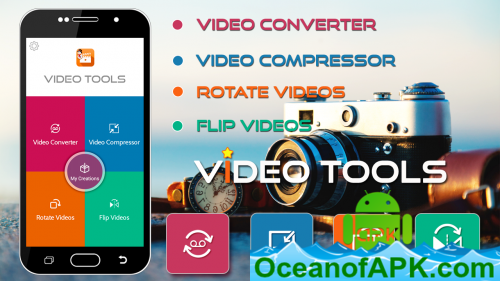 VIDEO CONVERTER
VIDEO COMPRESSOR
ROTATE VIDEOS
FLIP VIDEOS
VIDEO TOOLS
VIDEO TOOLS
Video Converter
Video Compressor
My Creations
Rotate Videos
Flip Videos
OceanofAPK.com